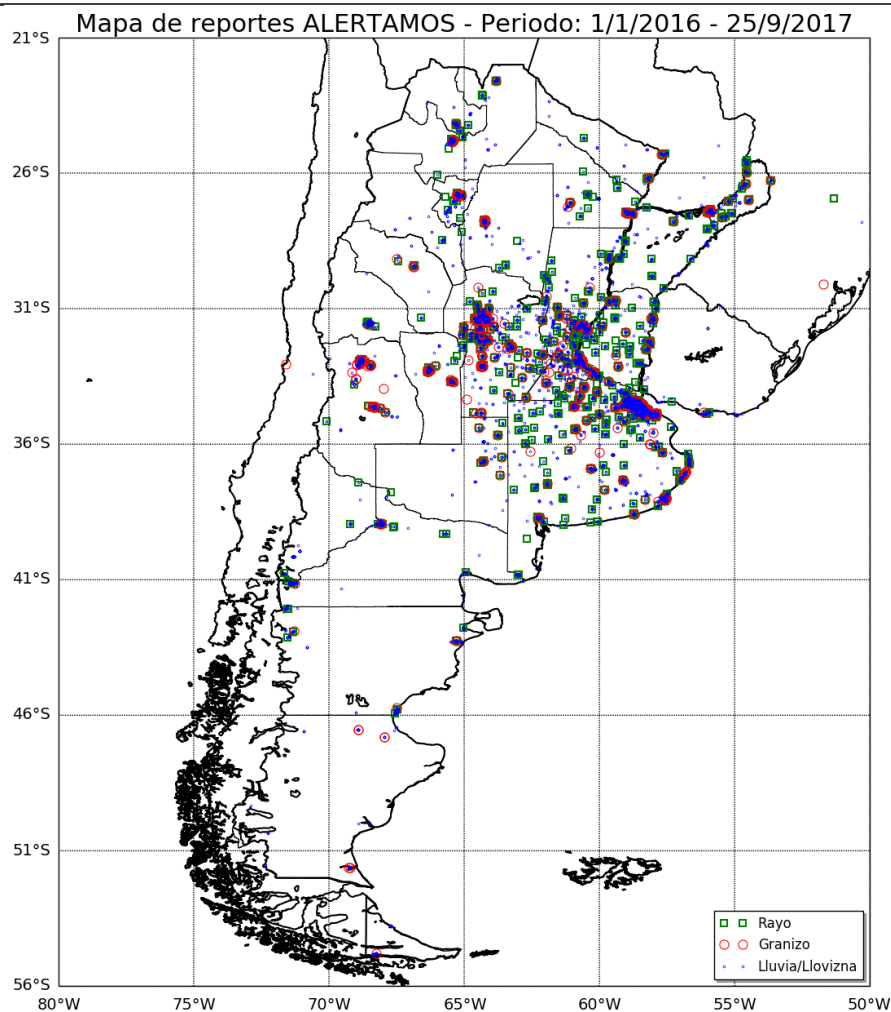 Mapa de reportes ALERTAMOS - Periodo: 1/1/2016 - 25/9/2017
21°S
26°S
31°S
36°S
41°S
46°S
51°S
56°S
Rayo
Granizo
Lluvia/Llovizna
80°W
75°W
70°W
65°W
60°W
55°W
50°W